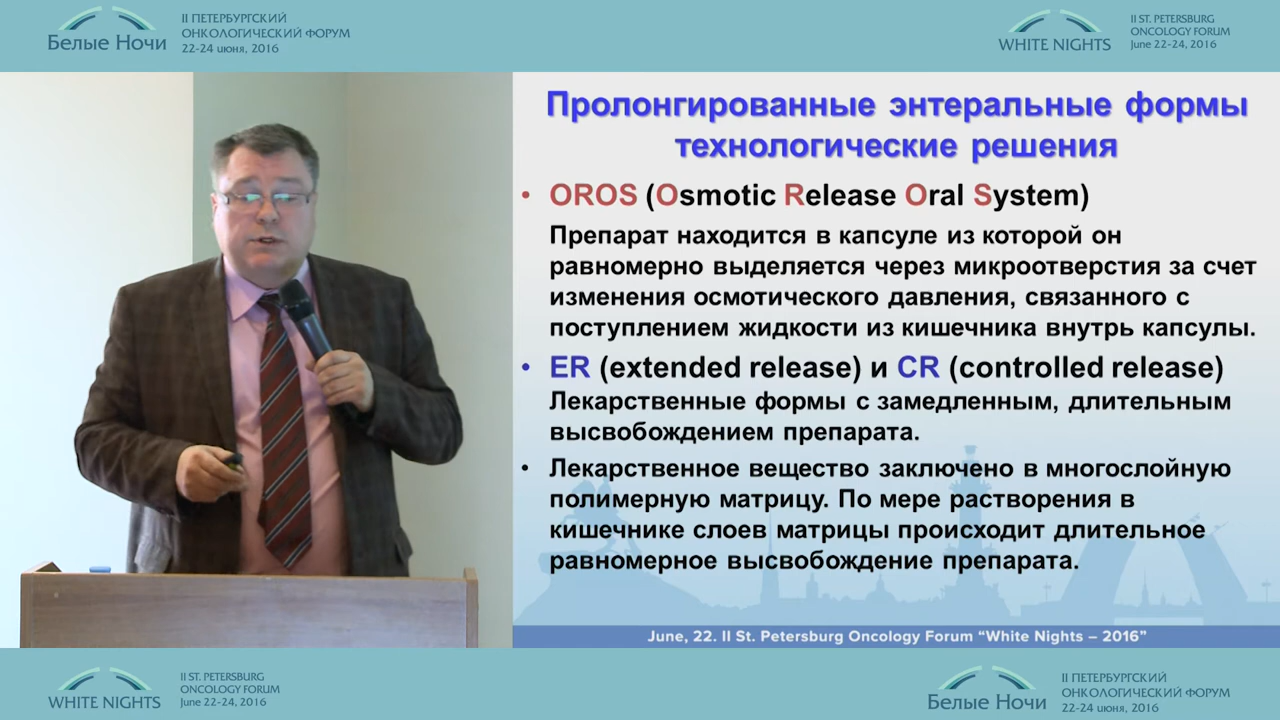 Белые Ночи
II ПЕТЕРБУРГСКИЙ
ОНКОЛОГИЧЕСКИЙ ФОРУМ
22-24 июня, 2016
WHITE NIGHTS
II ST. PETERSBURG
ONCOLOGY FORUM
June 22-24, 2016
Пролонгированные энтеральные формы
технологические решения
• OROS (Osmotic Release Oral System)
Препарат находится в капсуле из которой он
равномерно выделяется через микроотверстия за счет
изменения осмотического давления, связанного с
поступлением жидкости из кишечника внутрь капсулы.
• ER (extended release) и CR (controlled release)
Лекарственные формы с замедленным, длительным
высвобождением препарата.
• Лекарственное вещество заключено в многослойную
полимерную матрицу. По мере растворения в
кишечнике слоев матрицы происходит длительное
равномерное высвобождение препарата.
June, 22. II St. Petersburg Oncology Forum “White Nights – 2016”
WHITE NIGHTS
II ST. PETERSBURG
ONCOLOGY FORUM
June 22-24, 2016
Белые Ночи
II ПЕТЕРБУРГСКИЙ
ОНКОЛОГИЧЕСКИЙ ФОРУМ
22-24 июня, 2016